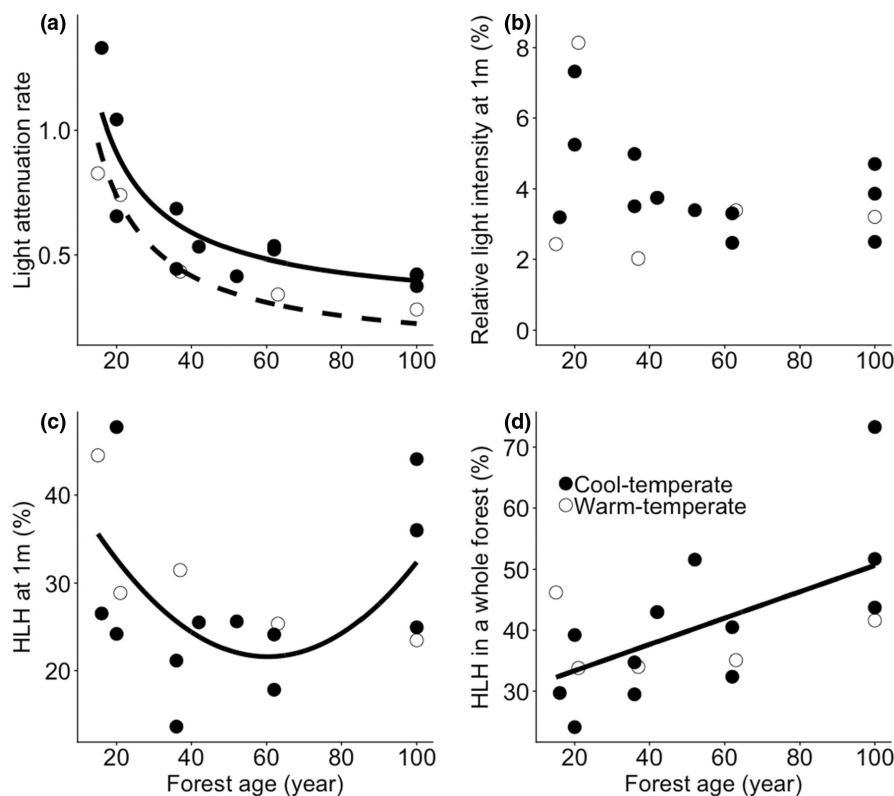 (a)
Light attenuation rate
1.0
0.5
20 40 60 80 100
(b)
Relative light intensity at 1m (%)
8
6
4
2
0
20 40 60 80 100
(c)
HLH at 1m (%)
40
30
20
20 40 60 80 100
Forest age (year)
(d)
HLH in a whole forest (%)
70
60
50
40
30
Cool-temperate
Warm-temperate
20 40 60 80 100
Forest age (year)